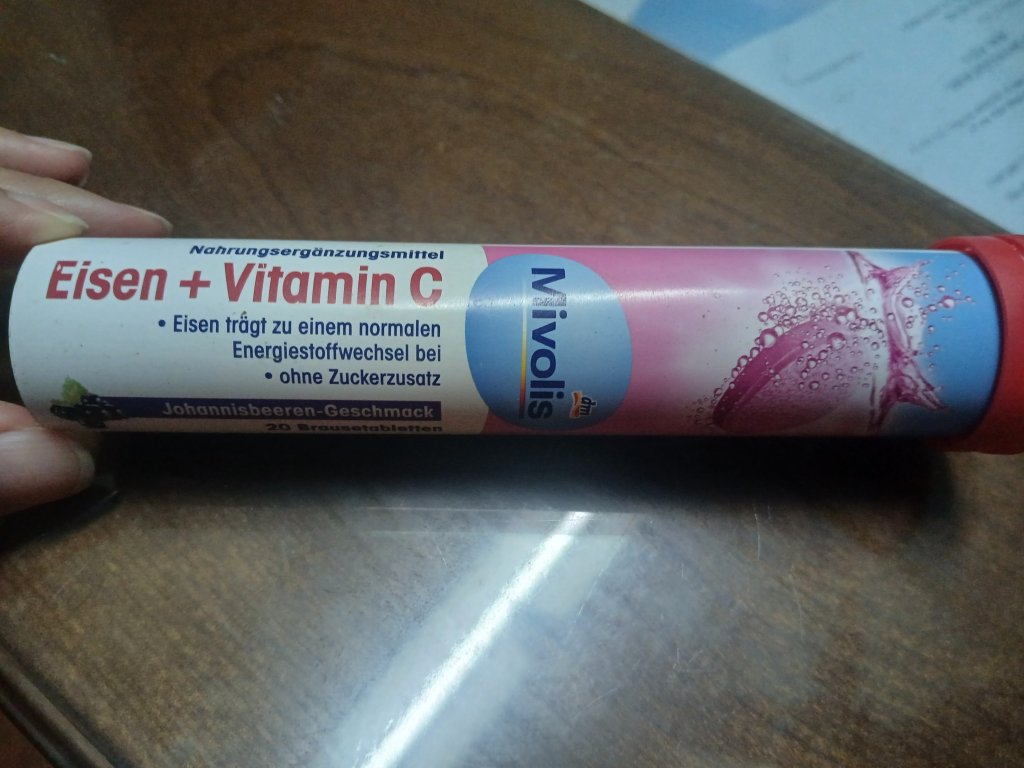 Nahrungsergänzungsmittel
Eisen + Vitamin C
• Eisen trägt zu einem normalen
Energiestoffwechsel bei
• ohne Zuckerzusatz
Johannisbeeren-Geschmack
20 Brausetabletten
Mivolis
dm